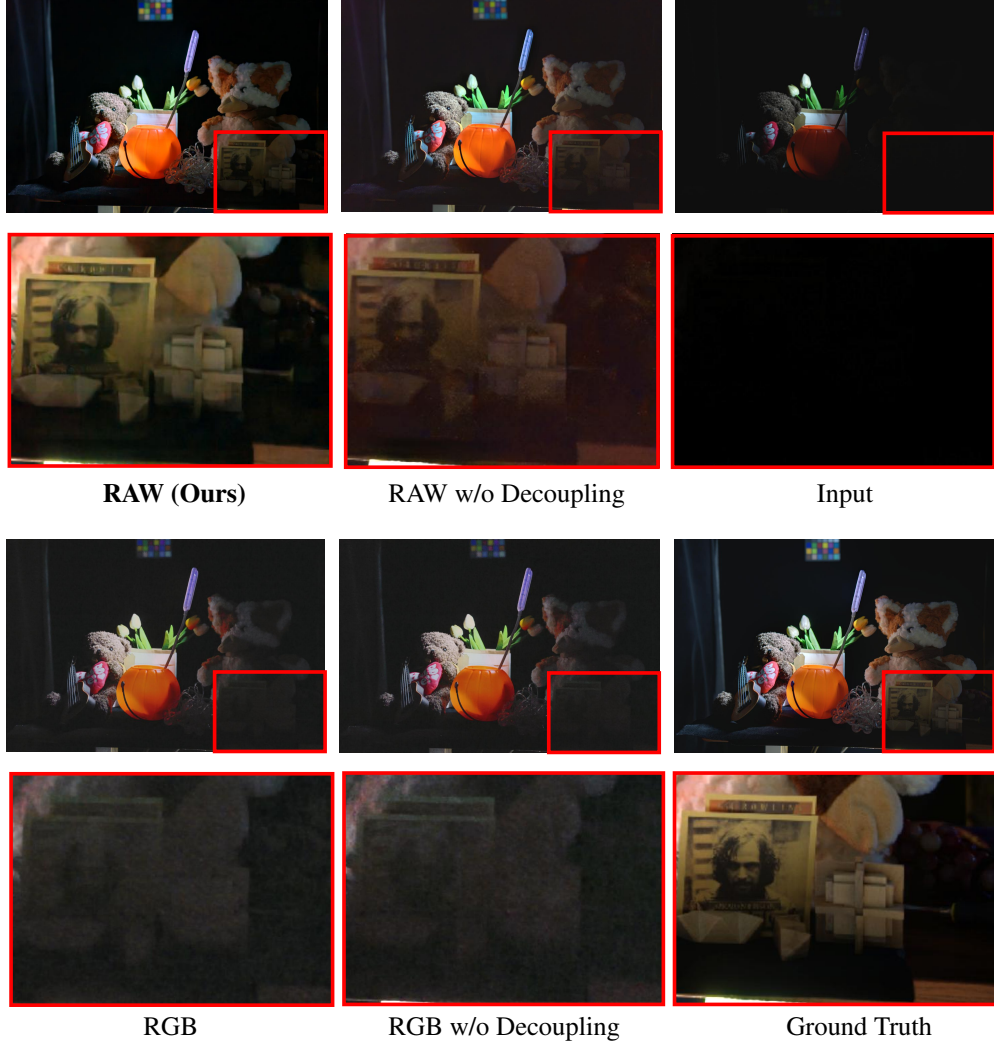 RAW (Ours)
RAW w/o Decoupling
Input
RGB
RGB w/o Decoupling
Ground Truth